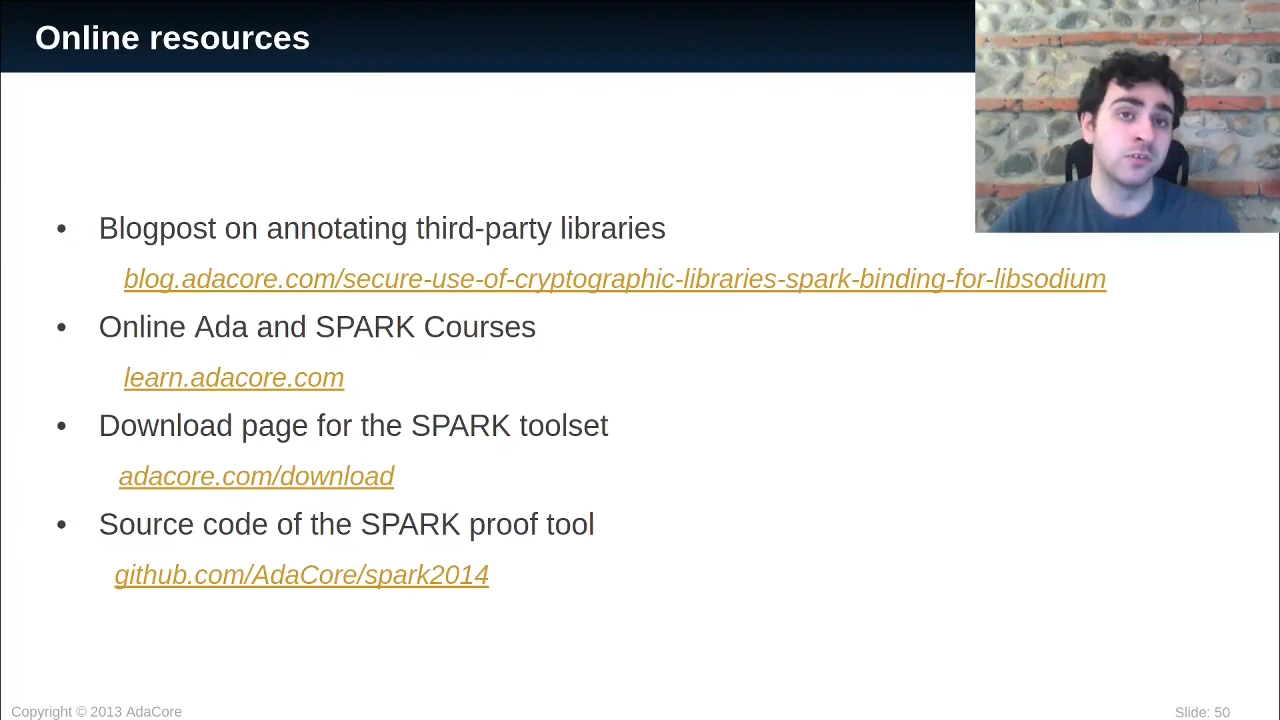 Online resources
• Blogpost on annotating third-party libraries
blog.adacore.com/secure-use-of-cryptographic-libraries-spark-binding-for-libsodium
• Online Ada and SPARK Courses
learn.adacore.com
• Download page for the SPARK toolset
adacore.com/download
• Source code of the SPARK proof tool
github.com/AdaCore/spark2014
Copyright © 2013 AdaCore
Slide: 50